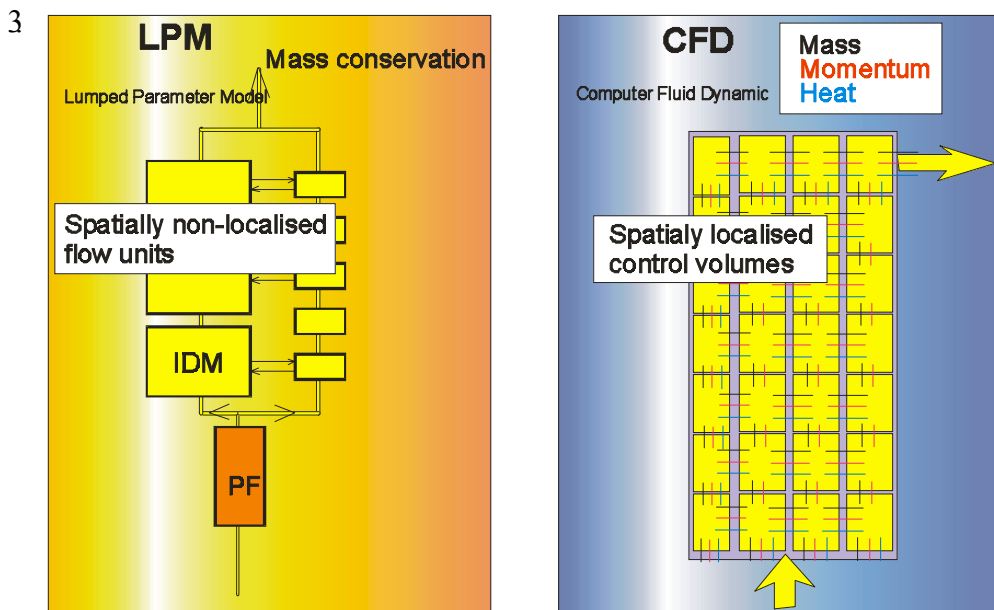 3
LPM
Mass conservation
Lumped Parameter Model
Spatially non-localised
flow units
IDM
PF
CFD
Mass
Momentum
Heat
Computer Fluid Dynamic
Spatialy localised
control volumes